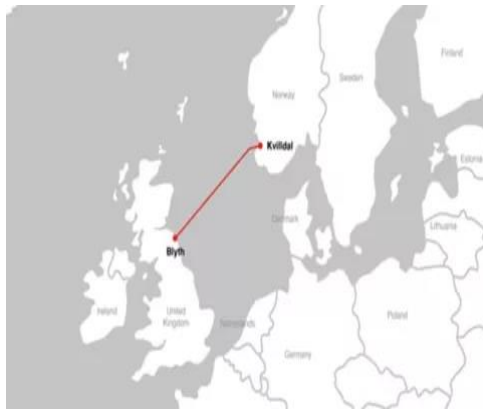 Finland
Sweden
Norway
Kvilldal
Estonia
Denmark
Lithuania
Blyth
Ireland
United
Kingdom
Netherlands
Poland
Germany